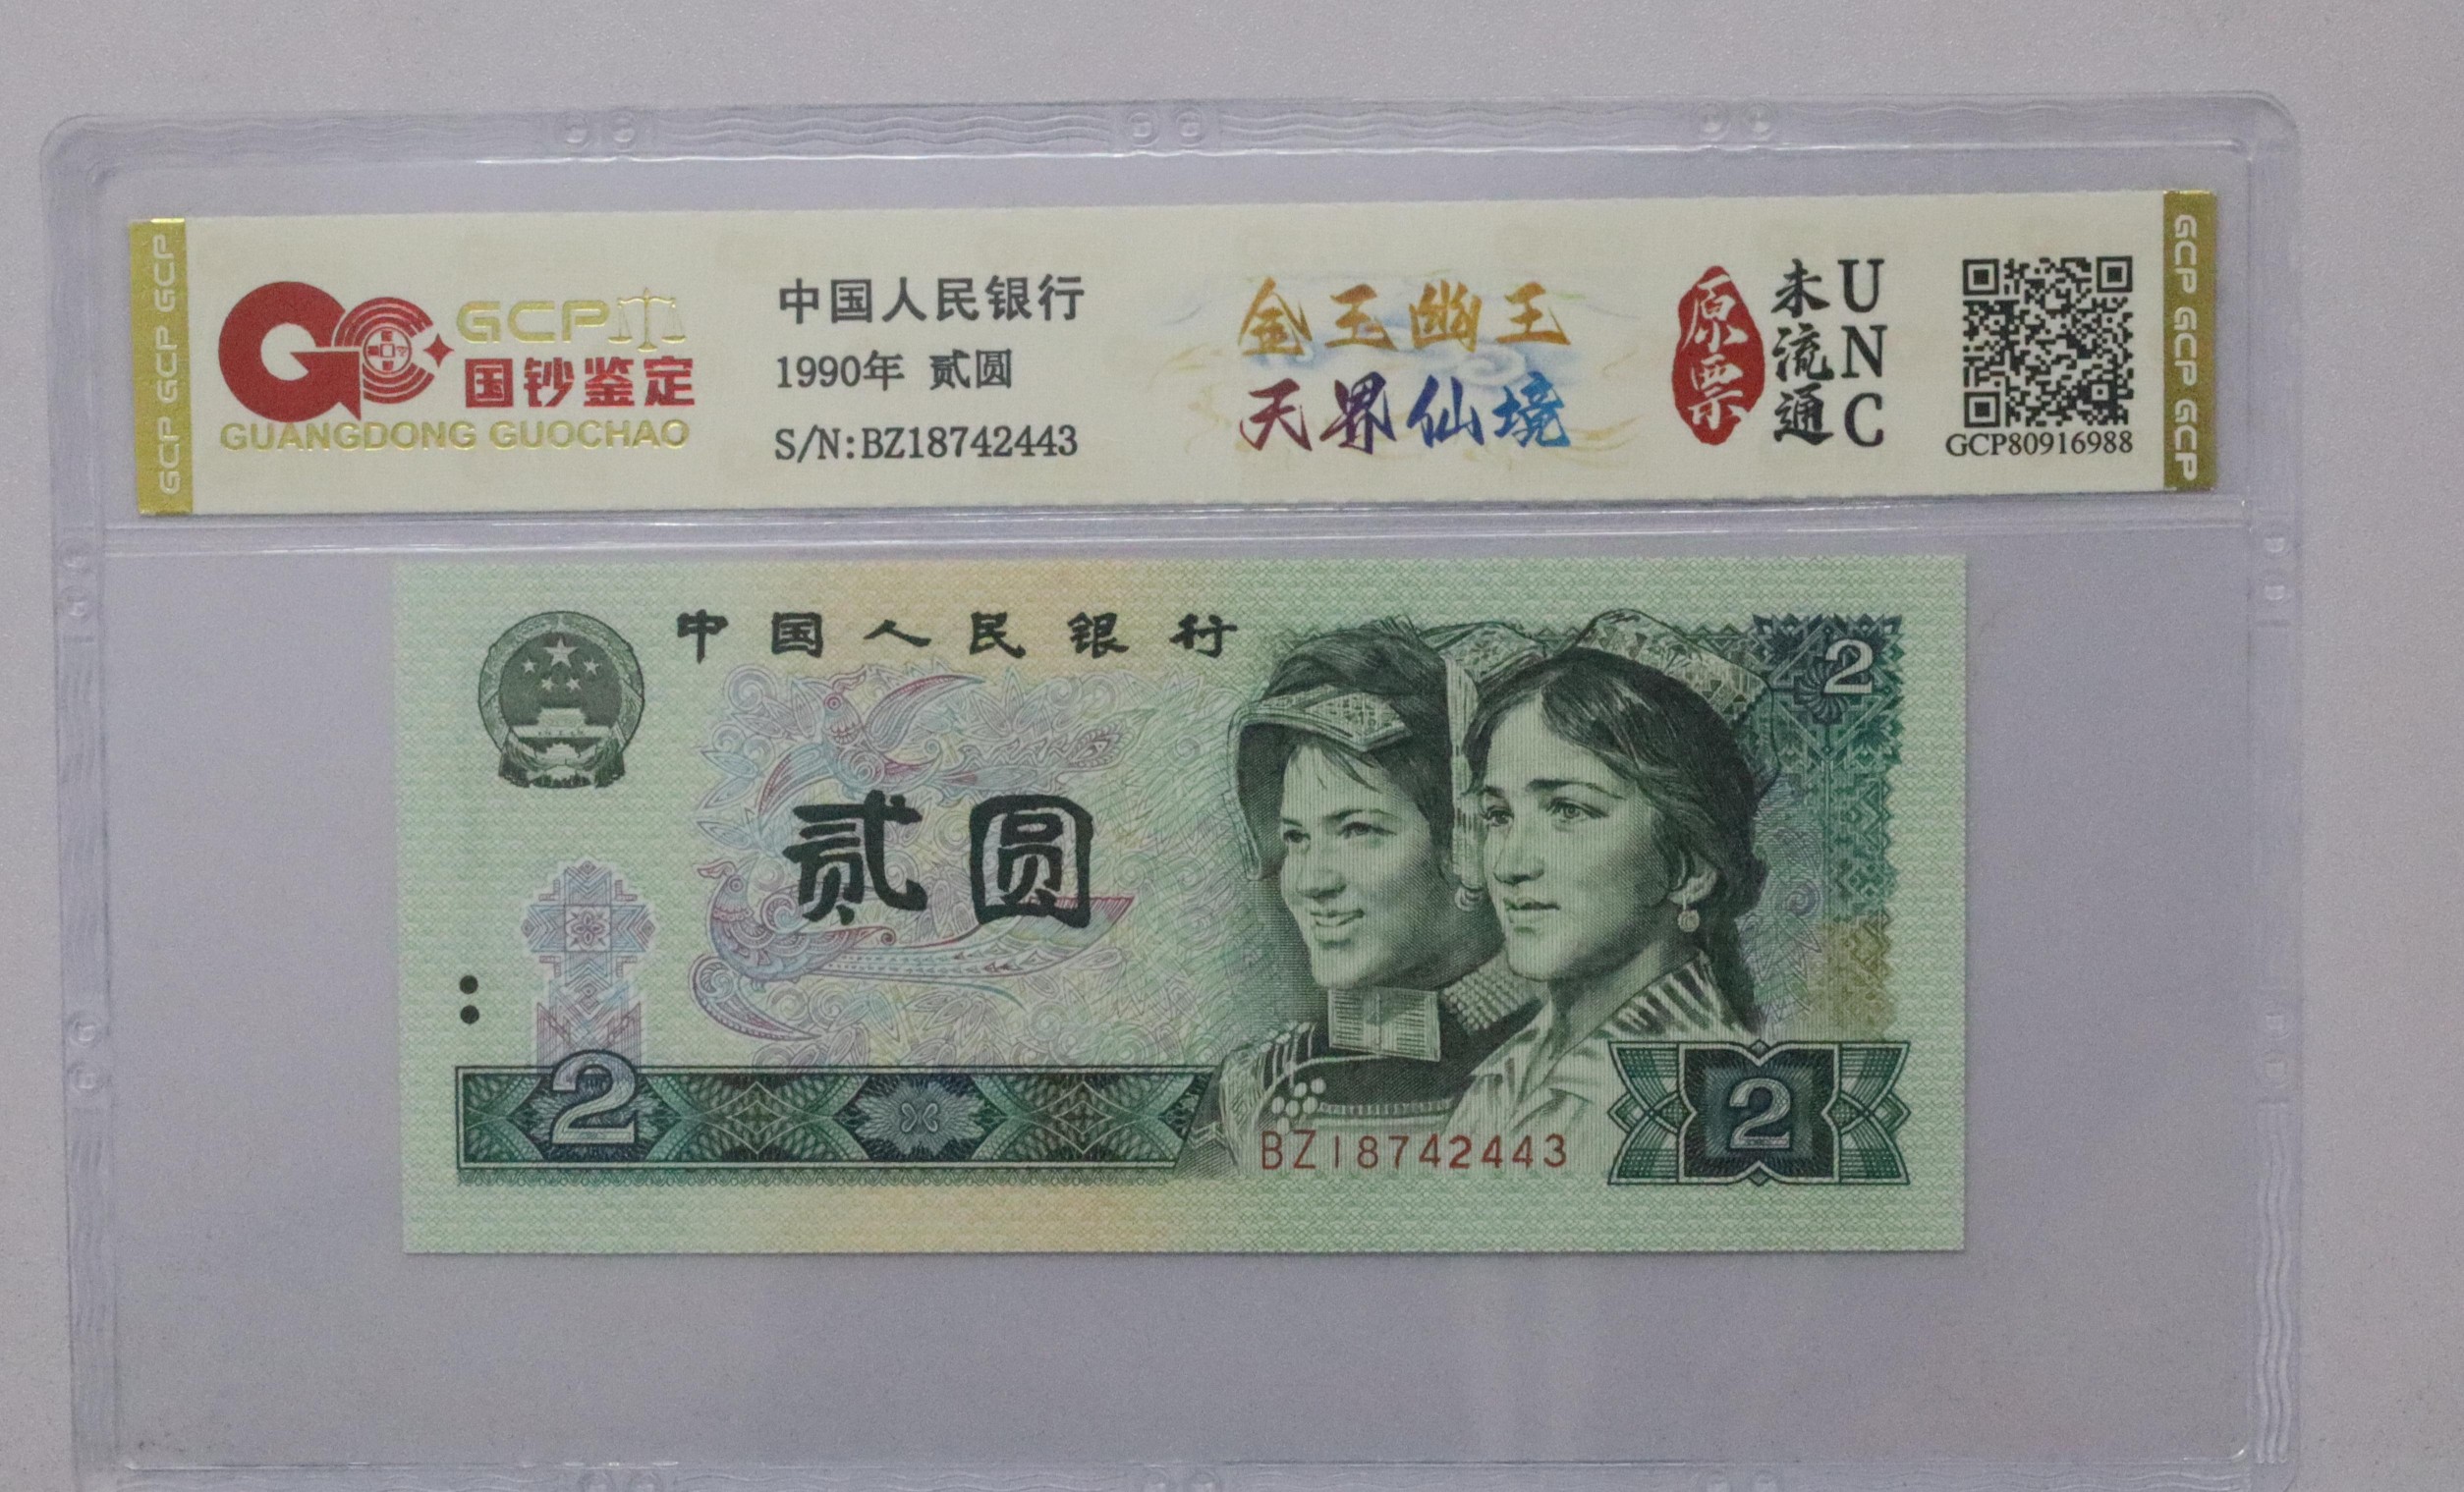 GCP
国钞鉴定
GUANGDONG GUOCHAO
中国人民银行
1990年 贰圆
S/N:BZ18742443
金玉幽王
天界仙境
原票
未流通
UNC
GCP80916988
GCP GCP GCP
GCP GCP GCP
中国人民银行
2
贰圆
2
BZ18742443
2